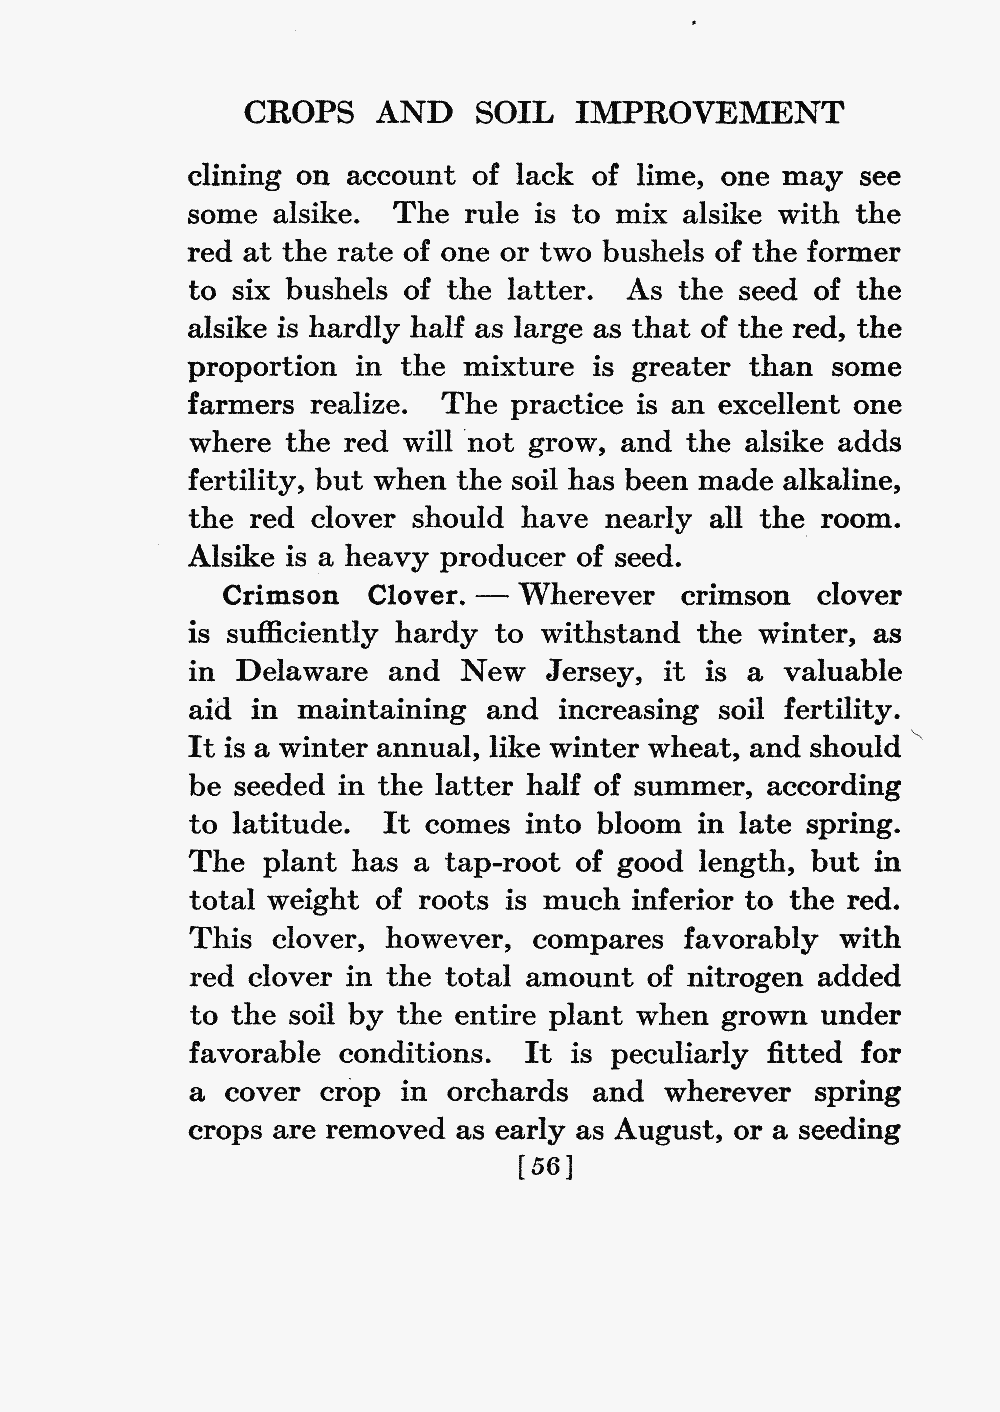 CROPS AND SOIL IMPROVEMENT
clining on account of lack of lime, one may see
some alsike. The rule is to mix alsike with the
red at the rate of one or two bushels of the former
to six bushels of the latter. As the seed of the
alsike is hardly half as large as that of the red, the
proportion in the mixture is greater than some
farmers realize. The practice is an excellent one
where the red will not grow, and the alsike adds
fertility, but when the soil has been made alkaline,
the red clover should have nearly all the room.
Alsike is a heavy producer of seed.
Crimson Clover. — Wherever crimson clover
is sufficiently hardy to withstand the winter, as
in Delaware and New Jersey, it is a valuable
aid in maintaining and increasing soil fertility.
It is a winter annual, like winter wheat, and should
be seeded in the latter half of summer, according
to latitude. It comes into bloom in late spring.
The plant has a tap-root of good length, but in
total weight of roots is much inferior to the red.
This clover, however, compares favorably with
red clover in the total amount of nitrogen added
to the soil by the entire plant when grown under
favorable conditions. It is peculiarly fitted for
a cover crop in orchards and wherever spring
crops are removed as early as August, or a seeding
[56]